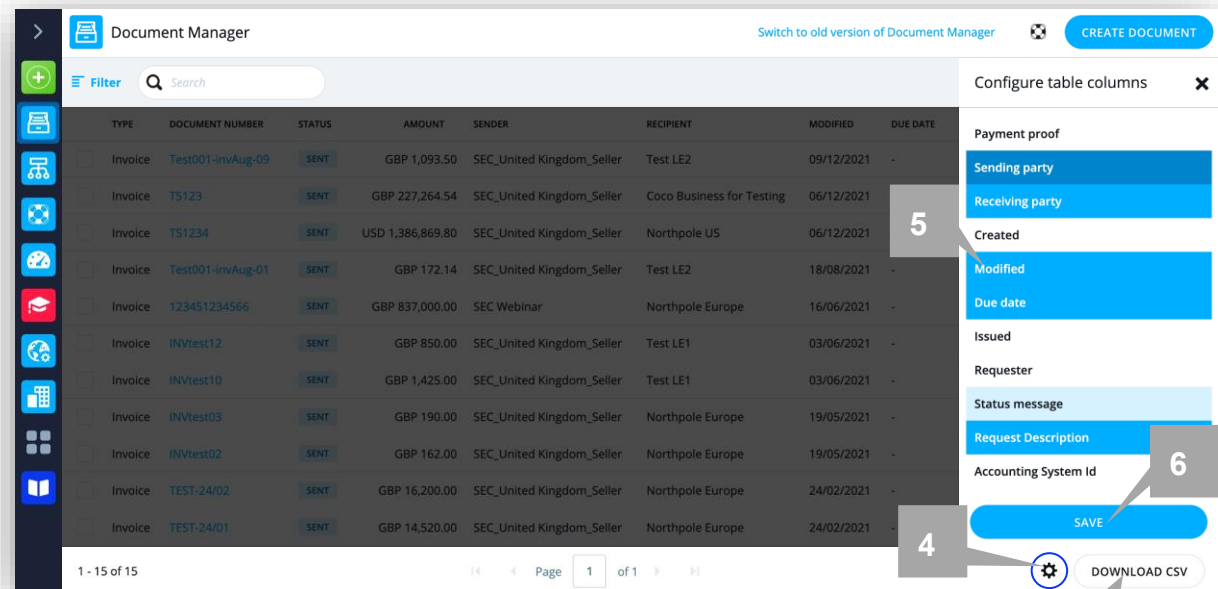 Document Manager
Switch to old version of Document Manager
CREATE DOCUMENT
Filter
Search
Configure table columns
TYPE DOCUMENT NUMBER STATUS AMOUNT SENDER RECIPIENT MODIFIED DUE DATE
Invoice Test001-invAug-09 SENT GBP 1,093.50 SEC_United Kingdom_Seller Test LE2 09/12/2021 -
Invoice T5123 SENT GBP 227,264.54 SEC_United Kingdom_Seller Coco Business for Testing 06/12/2021
Invoice T51234 SENT USD 1,386,869.80 SEC_United Kingdom_Seller Northpole US 06/12/2021
Invoice Test001-invAug-01 SENT GBP 172.14 SEC_United Kingdom_Seller Test LE2 18/08/2021 -
Invoice 123451234566 SENT GBP 837,000.00 SEC Webinar Northpole Europe 16/06/2021 -
Invoice INVtest12 SENT GBP 850.00 SEC_United Kingdom_Seller Test LE1 03/06/2021 -
Invoice INVtest10 SENT GBP 1,425.00 SEC_United Kingdom_Seller Test LE1 03/06/2021 -
Invoice INVtest03 SENT GBP 190.00 SEC_United Kingdom_Seller Northpole Europe 19/05/2021 -
Invoice INVtest02 SENT GBP 162.00 SEC_United Kingdom_Seller Northpole Europe 19/05/2021 -
Invoice TEST-24/02 SENT GBP 16,200.00 SEC_United Kingdom_Seller Northpole Europe 24/02/2021 -
Invoice TEST-24/01 SENT GBP 14,520.00 SEC_United Kingdom_Seller Northpole Europe 24/02/2021
Payment proof
Sending party
Receiving party
Created
5
Modified
Due date
Issued
Requester
Status message
Request Description
Accounting System Id
6
SAVE
4
1 - 15 of 15
Page 1 of 1
DOWNLOAD CSV